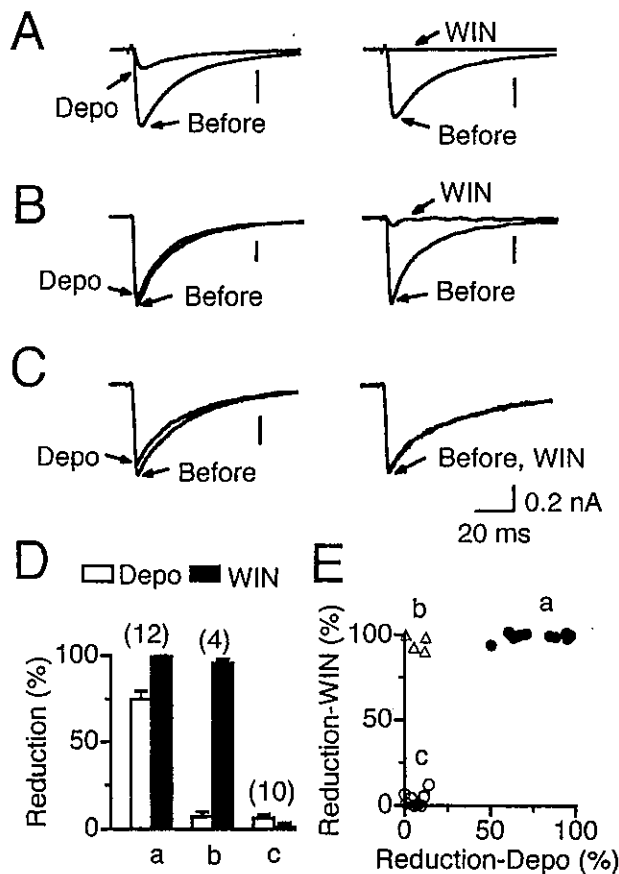 A
WIN
Depo
Before
Before
B
WIN
Depo
Before
Before
C
Depo
Before
Before, WIN
0.2 nA
20 ms
D
Depo WIN
Reduction (%)
100
50
0
(12)
(4)
(10)
a b c
E
Reduction-WIN (%)
b
a
100
50
c
0
0 50 100
Reduction-Depo (%)